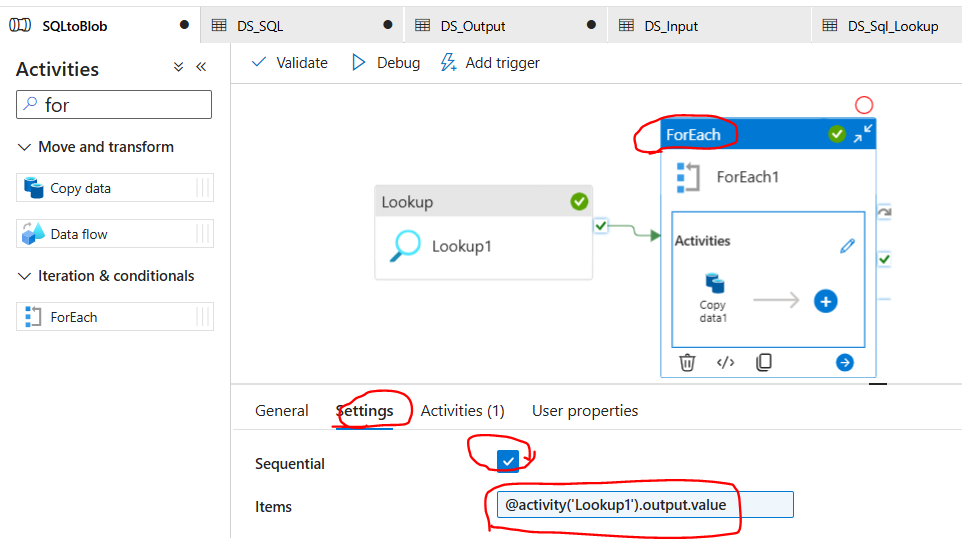 SQLtoBlob
DS_SQL
DS_Output
DS_Input
DS_Sql_Lookup
Activities
for
Move and transform
Copy data
Data flow
Iteration & conditionals
ForEach
Validate
Debug
Add trigger
Lookup
Lookup1
ForEach
ForEach1
Activities
Copy
data1
General
Settings
Activities (1)
User properties
Sequential
Items
@activity('Lookup1').output.value